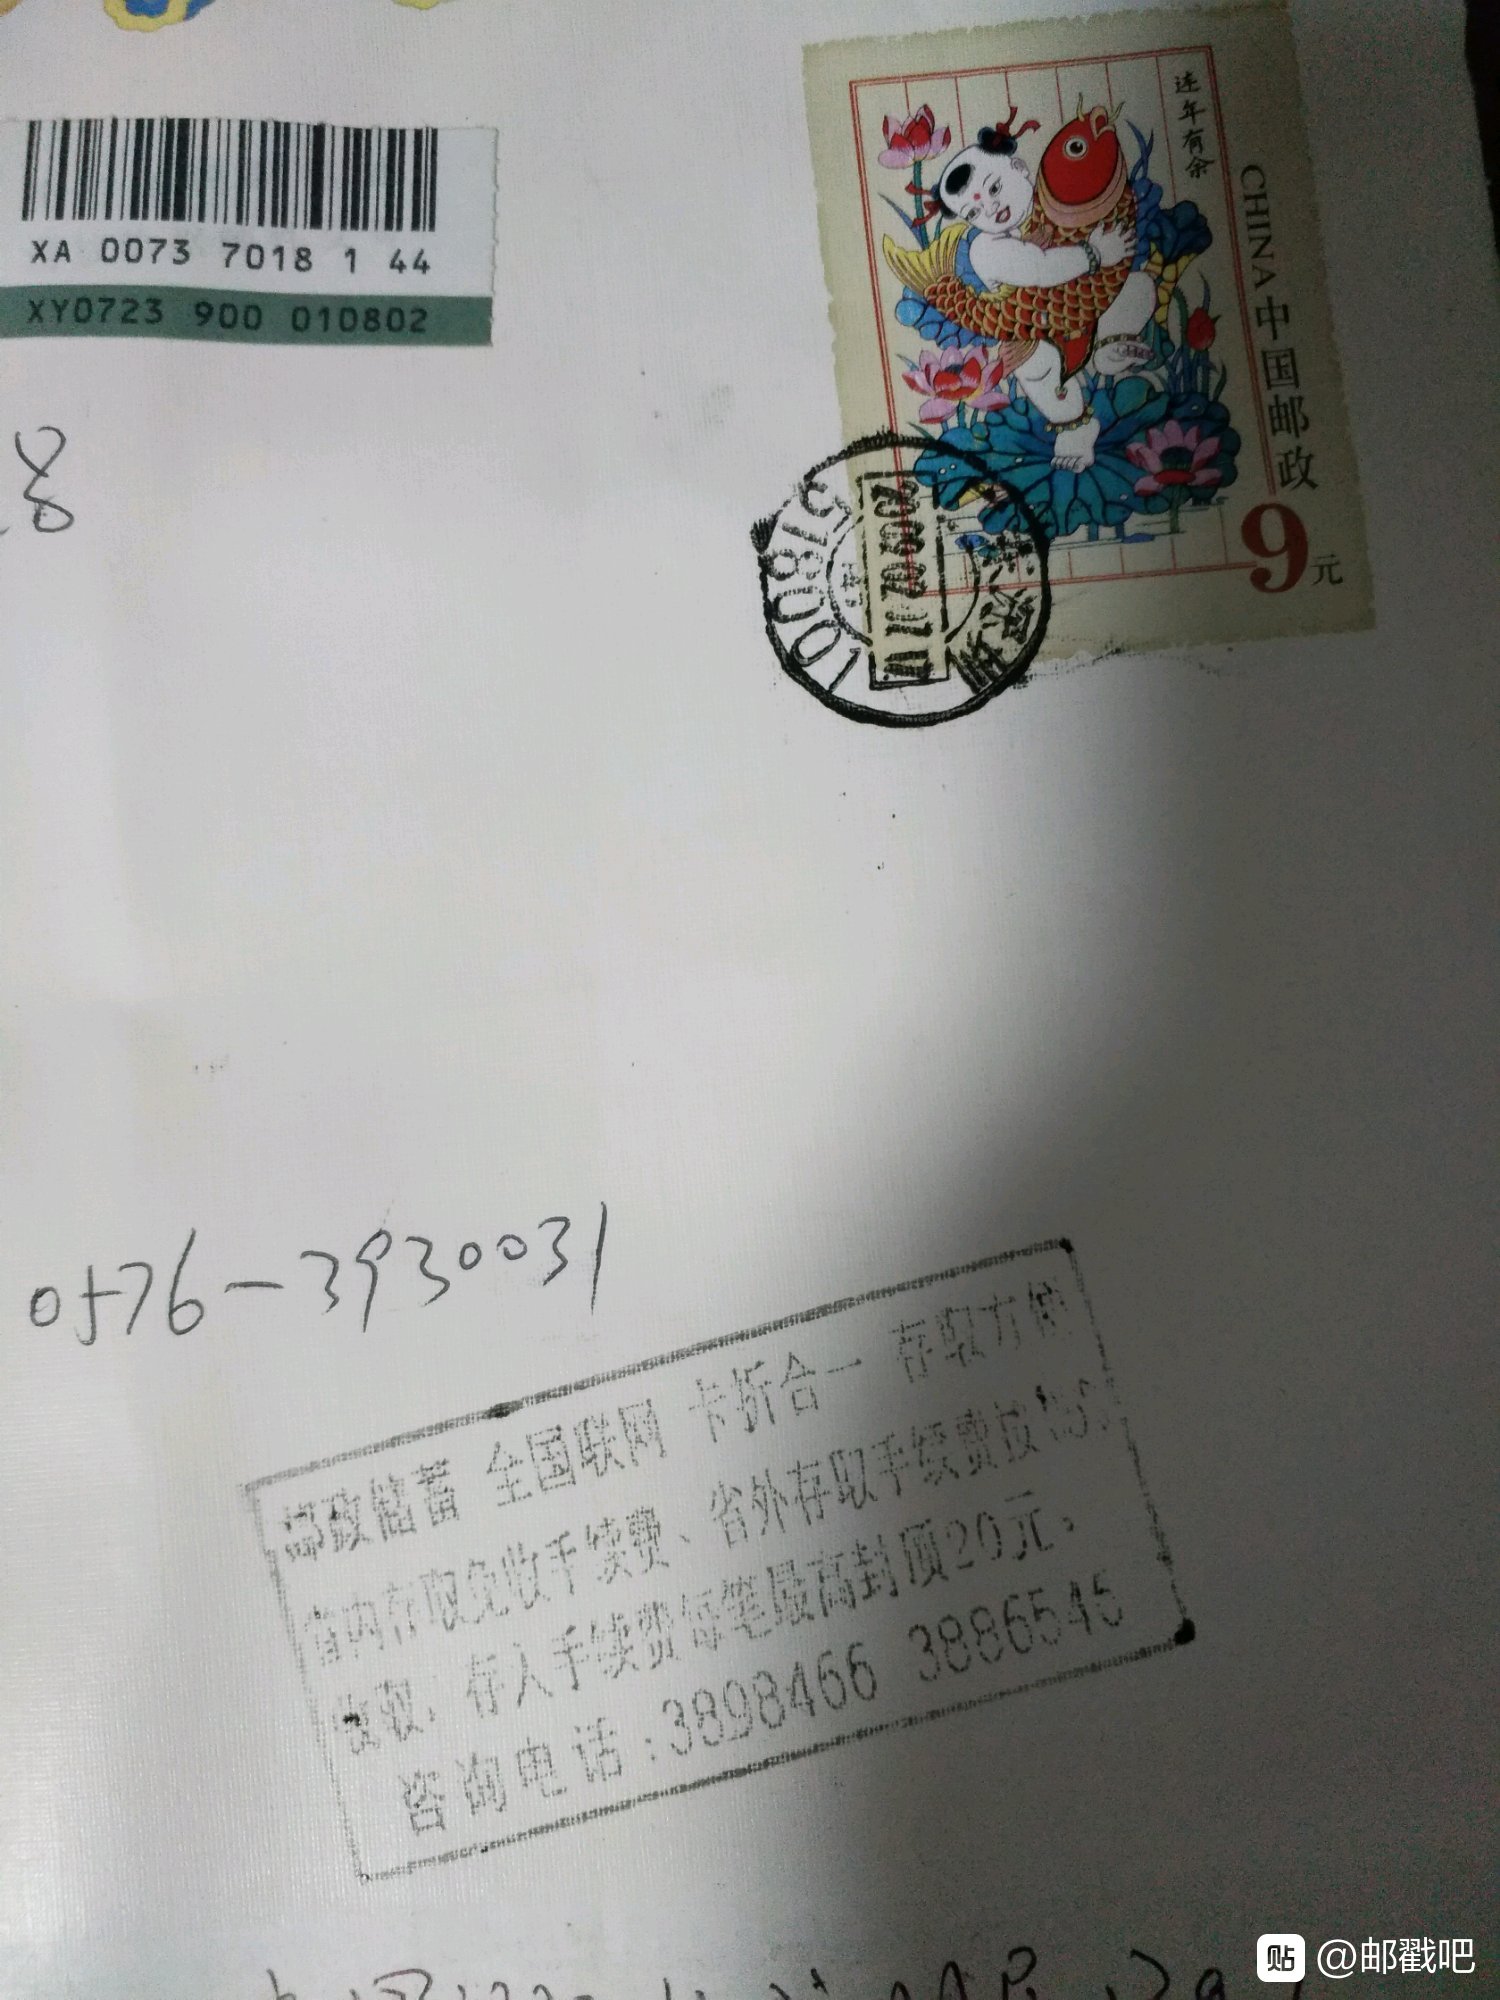 XA 0073 7018 1 44
XY0723 900 010802
连年有余
CHINA 中国邮政
9元
8
318001
0576-3930031
邮政储蓄 全国联网 卡折合一 存取方便
省内存取免收手续费、省外存取手续费按
收取、存入手续费每笔最高封顶20元,
咨询电话:3898466 3886545
贴 @邮戳吧